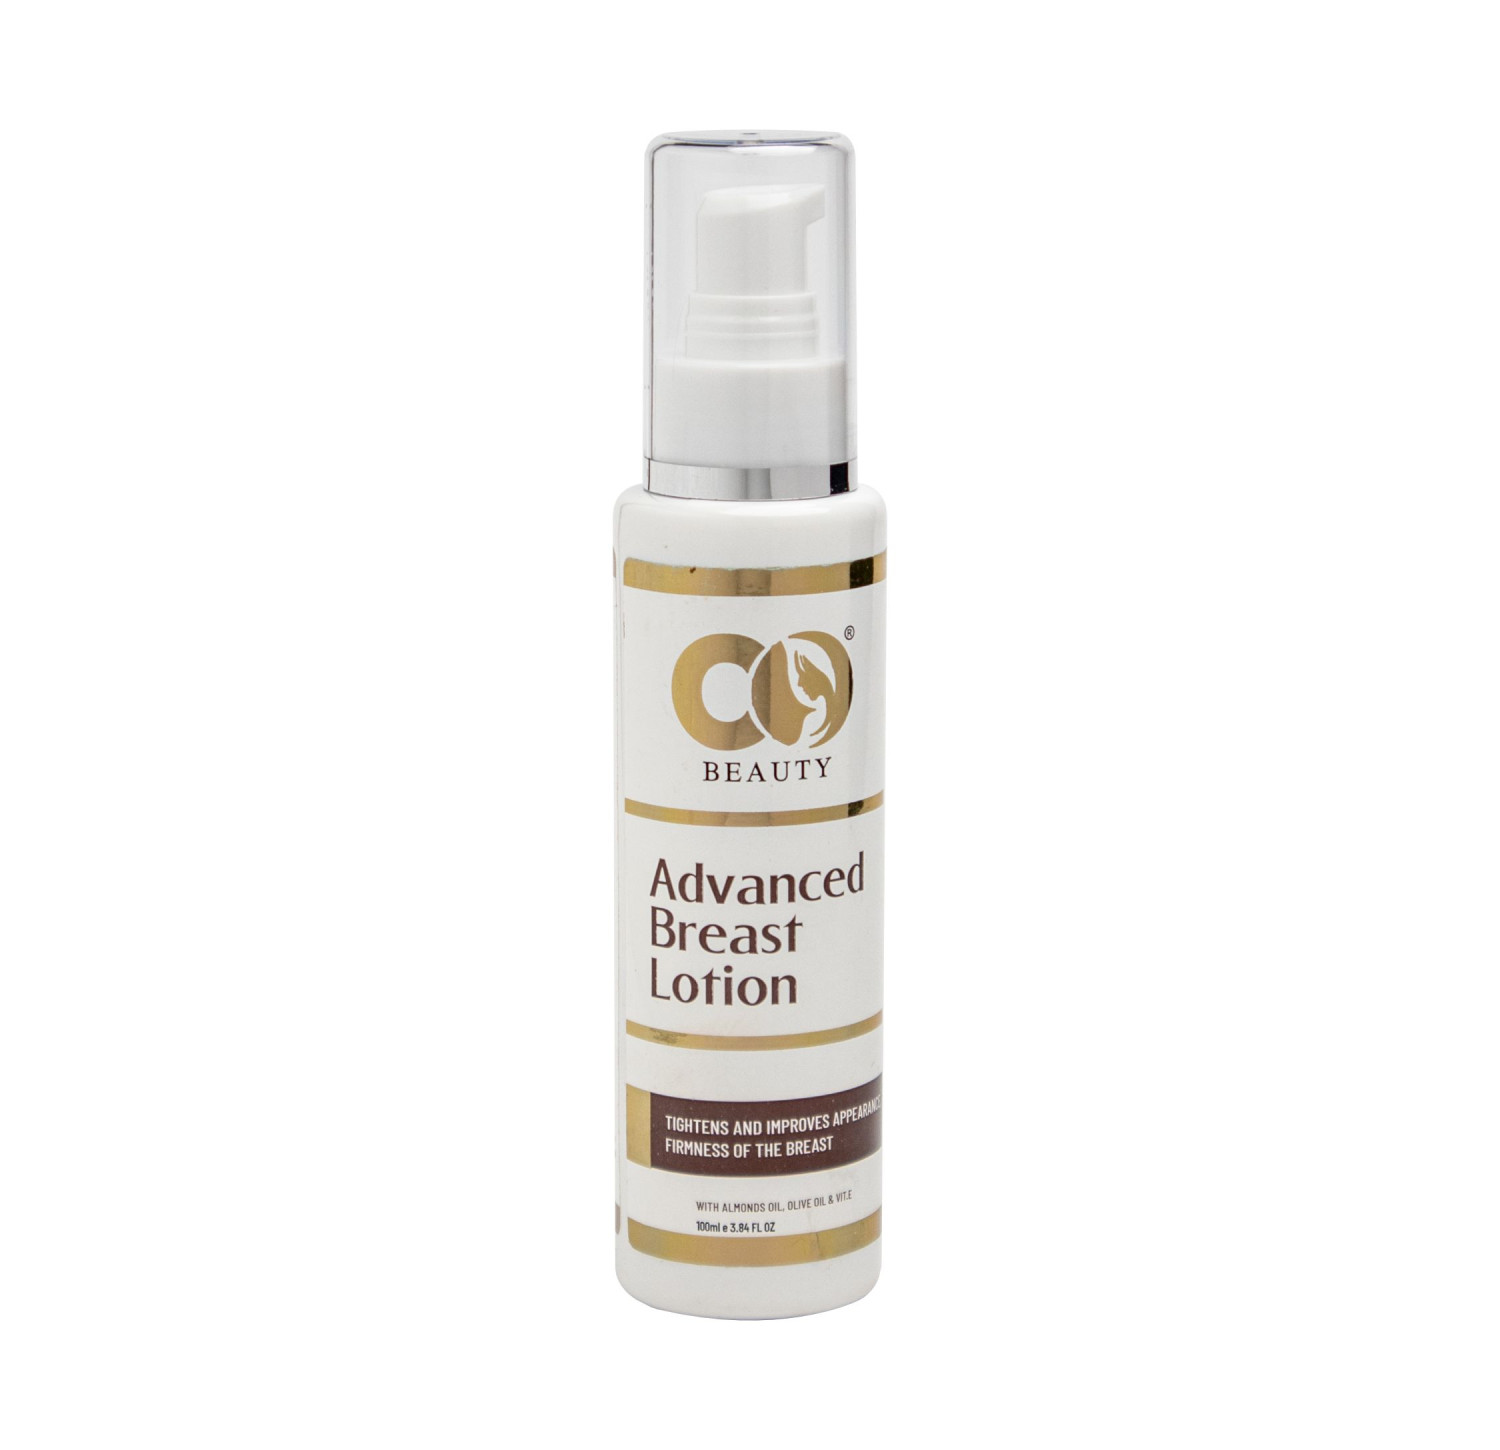 CO®
BEAUTY
Advanced
Breast
Lotion
TIGHTENS AND IMPROVES APPEARANCE
FIRMNESS OF THE BREAST
WITH ALMONDS OIL, OLIVE OIL & VIT.E
100ml e 3.84 FL OZ